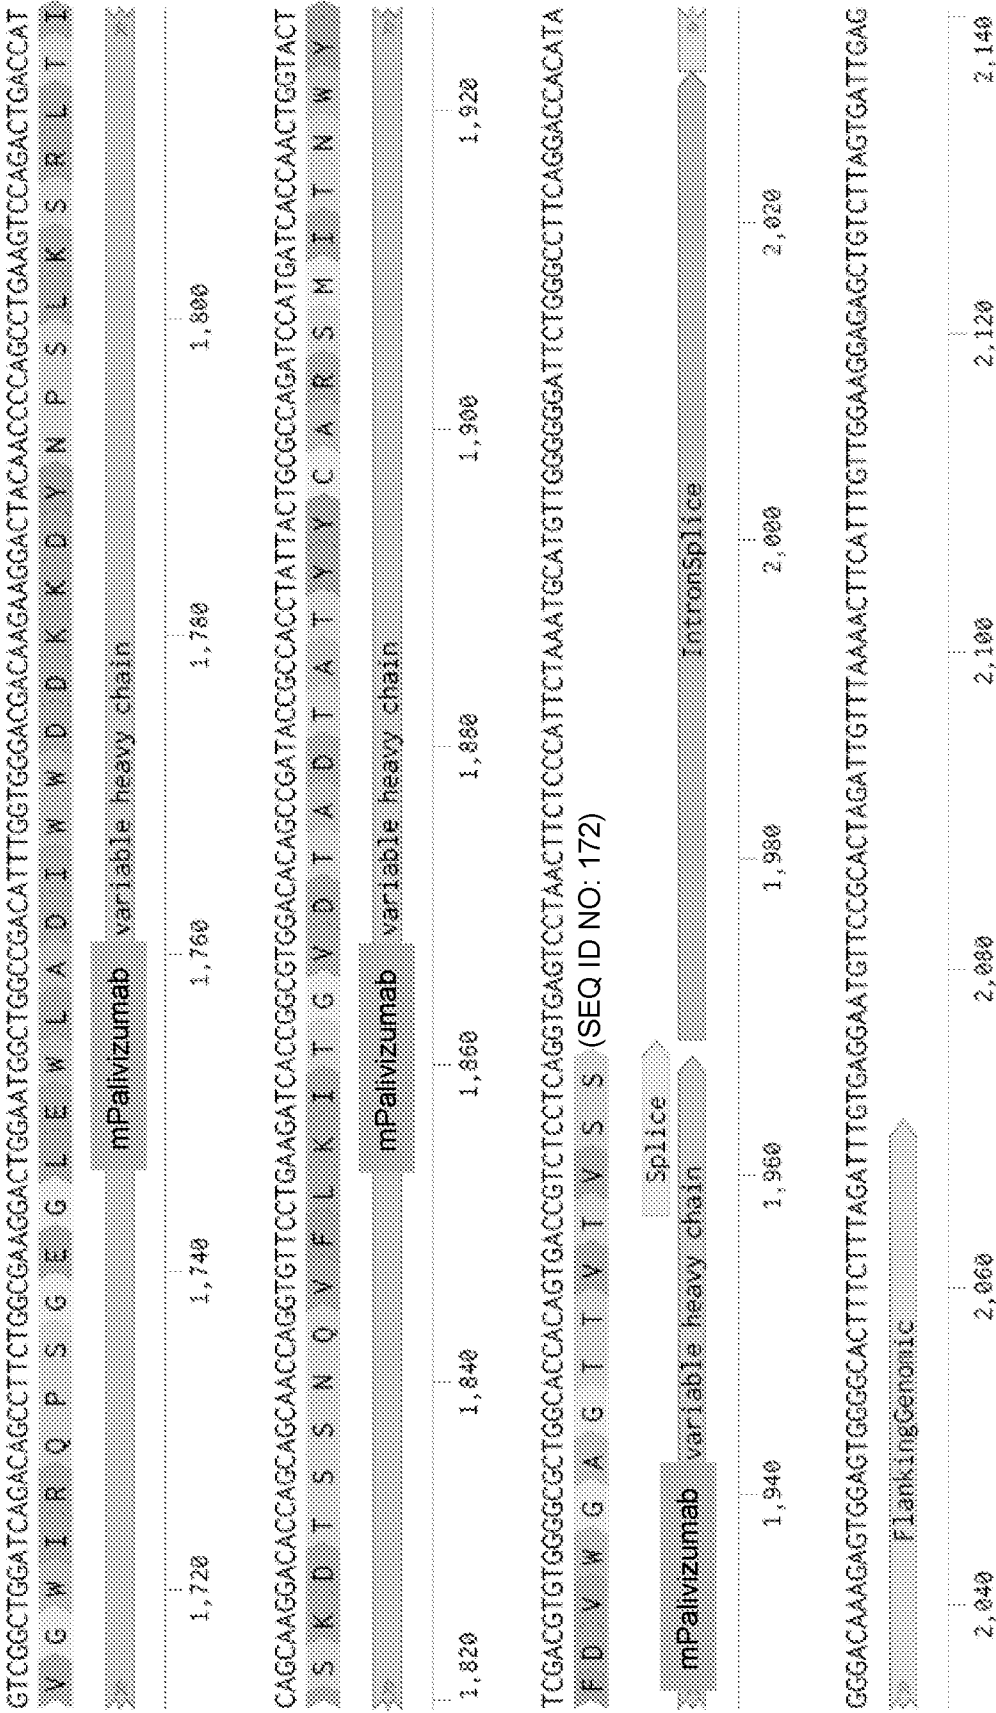 GTCGGCTGGATCAGACAGCCTTCTGGCGAAGGACTGGAATGGCTGGCCGACATTTGGTGGGACGACAAGAAGGACTACAACCCCAGCCTGAAGTCCAGACTGACCAT
V G W I R Q P S G E G L E W L A D I W W D D K K D Y N P S L K S R L T I
mPalivizumab variable heavy chain
1,720 1,740 1,760 1,780 1,800
CAGCAAGGACACCAGCAGCAACCAGGTGTTCCTGAAGATCACCGGCGTGGACACAGCCGATACCGCCACCTATTACTGCGCCAGATCCATGATCACCAACTGGTACT
S K D T S S N Q V F L K I T G V D T A D T A T Y Y C A R S M I T N W Y
mPalivizumab variable heavy chain
1,820 1,840 1,860 1,880 1,900 1,920
TCGACGTGTGGGGCGCTGGCACCACAGTGACCGTCTCCTCAGGTGAGTCCTAACTTCTCCCATTCTAAATGCATGTTGGGGGGATTCTGGGCCTTCAGGACCACATA
F D V W G A G T T V T V S S (SEQ ID NO: 172)
Splice
mPalivizumab variable heavy chain IntronSplice
1,940 1,960 1,980 2,000 2,020
GGGACAAAGAGTGGAGTGGGGCACTTTCTTTAGATTTGTGAGGAATGTTCCGCACTAGATTGTTTAAAACTTCATTTGTTGGAAGGAGAGCTGTCTTAGTGATTGAG
FlankingGenomic
2,040 2,060 2,080 2,100 2,120 2,140